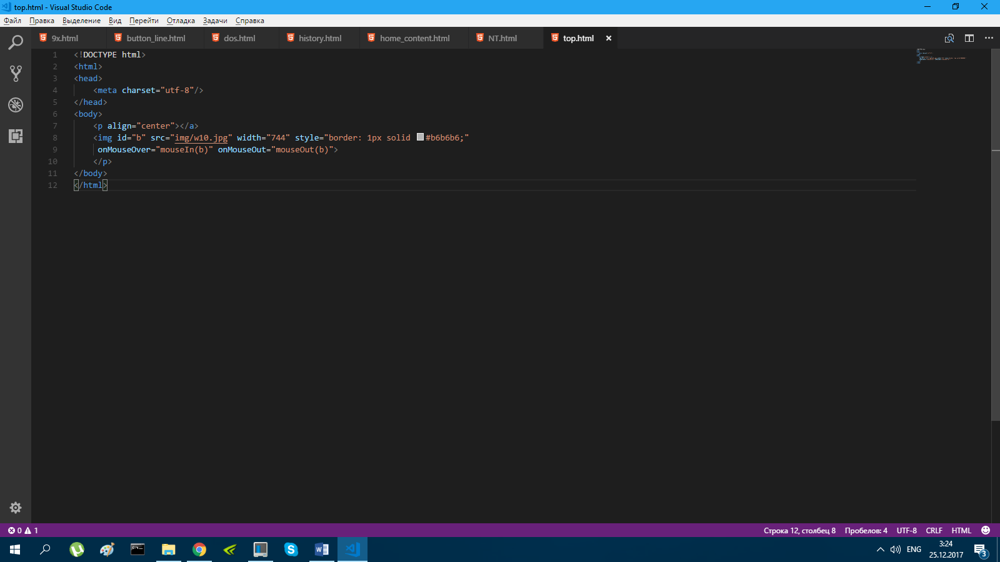 top.html - Visual Studio Code
Файл Правка Выделение Вид Перейти Отладка Задачи Справка
9x.html button_line.html dos.html history.html home_content.html NT.html top.html
1 <!DOCTYPE html>
2 <html>
3 <head>
4 <meta charset="utf-8"/>
5 </head>
6 <body>
7 <p align="center"></a>
8 <img id="b" src="img/w10.jpg" width="744" style="border: 1px solid #b6b6b6;"
9 onMouseOver="mouseIn(b)" onMouseOut="mouseOut(b)">
10 </p>
11 </body>
12 </html>
0 1 Строка 12, столбец 8 Пробелов: 4 UTF-8 CRLF HTML
ENG 3:24
25.12.2017 3